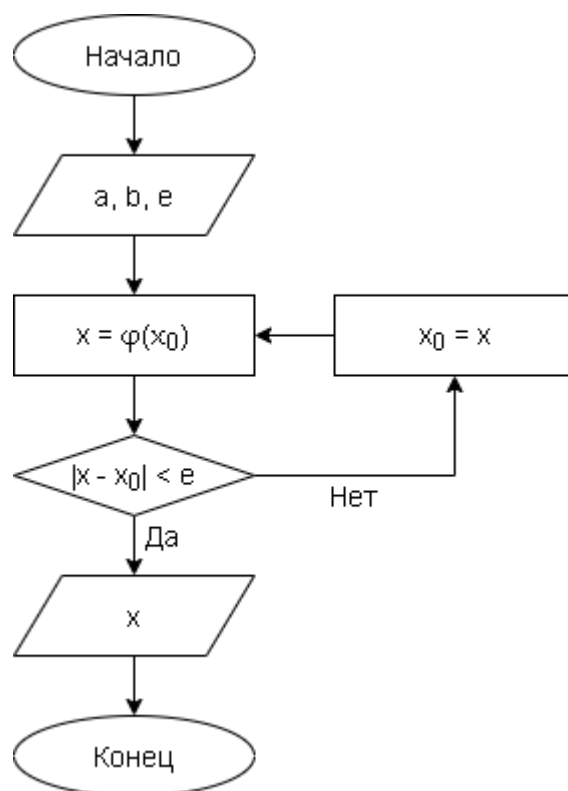 Начало
a, b, e
x = φ(x₀)
x₀ = x
|x - x₀| < e
Нет
Да
x
Конец